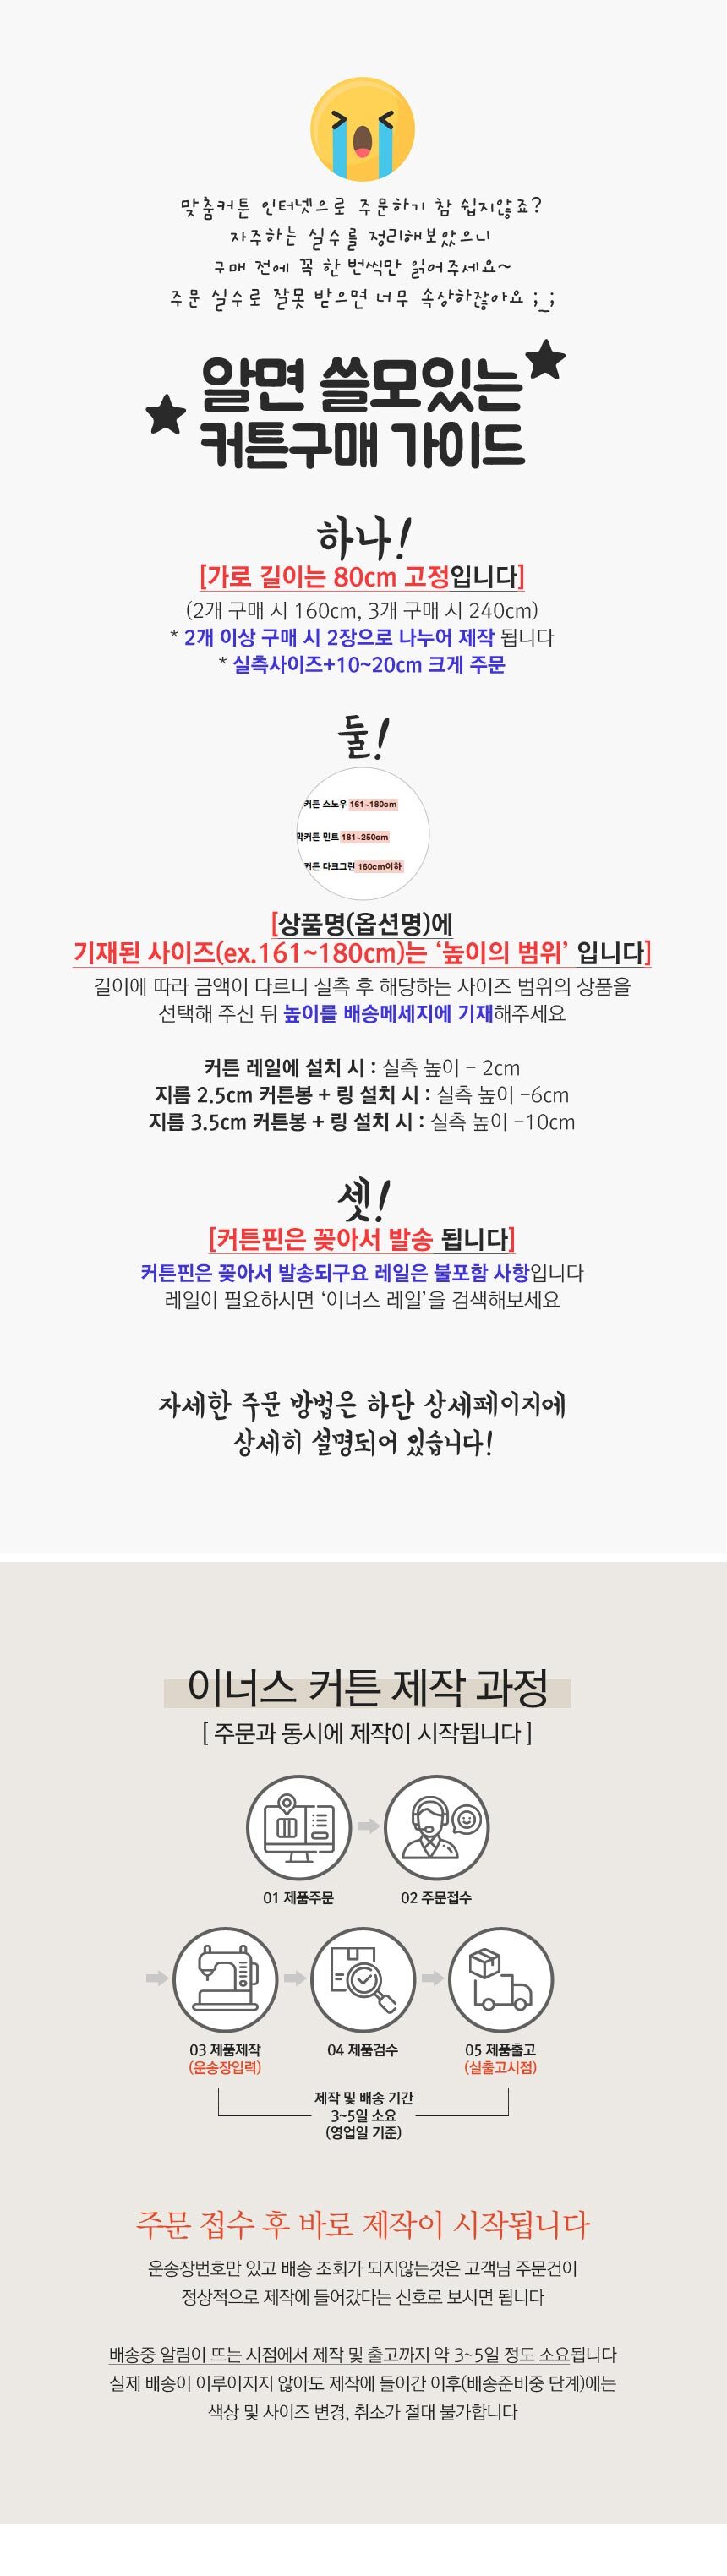 맞춤커튼 인터넷으로 주문하기 참 쉽지않죠?
자주하는 실수를 정리해보았으니
구매 전에 꼭 한 번씩만 읽어주세요~
주문 실수로 잘못 받으면 너무 속상하잖아요 ;_;
알면 쓸모있는
커튼구매 가이드
하나!
[가로 길이는 80cm 고정입니다]
(2개 구매 시 160cm, 3개 구매 시 240cm)
* 2개 이상 구매 시 2장으로 나누어 제작 됩니다
* 실측사이즈+10~20cm 크게 주문
둘!
커튼 스노우 161~180cm
막커튼 민트 181~250cm
커튼 다크그린 160cm이하
[상품명(옵션명)에
기재된 사이즈(ex.161~180cm)는 ‘높이의 범위’ 입니다]
길이에 따라 금액이 다르니 실측 후 해당하는 사이즈 범위의 상품을
선택해 주신 뒤 높이를 배송메세지에 기재해주세요
커튼 레일에 설치 시 : 실측 높이 - 2cm
지름 2.5cm 커튼봉 + 링 설치 시 : 실측 높이 -6cm
지름 3.5cm 커튼봉 + 링 설치 시 : 실측 높이 -10cm
셋!
[커튼핀은 꽂아서 발송 됩니다]
커튼핀은 꽂아서 발송되구요 레일은 불포함 사항입니다
레일이 필요하시면 ‘이너스 레일’을 검색해보세요
자세한 주문 방법은 하단 상세페이지에
상세히 설명되어 있습니다!
이너스 커튼 제작 과정
[ 주문과 동시에 제작이 시작됩니다 ]
01 제품주문
02 주문접수
03 제품제작
(운송장입력)
04 제품검수
05 제품출고
(실출고시점)
제작 및 배송 기간
3~5일 소요
(영업일 기준)
주문 접수 후 바로 제작이 시작됩니다
운송장번호만 있고 배송 조회가 되지않는것은 고객님 주문건이
정상적으로 제작에 들어갔다는 신호로 보시면 됩니다
배송중 알림이 뜨는 시점에서 제작 및 출고까지 약 3~5일 정도 소요됩니다
실제 배송이 이루어지지 않아도 제작에 들어간 이후(배송준비중 단계)에는
색상 및 사이즈 변경, 취소가 절대 불가합니다